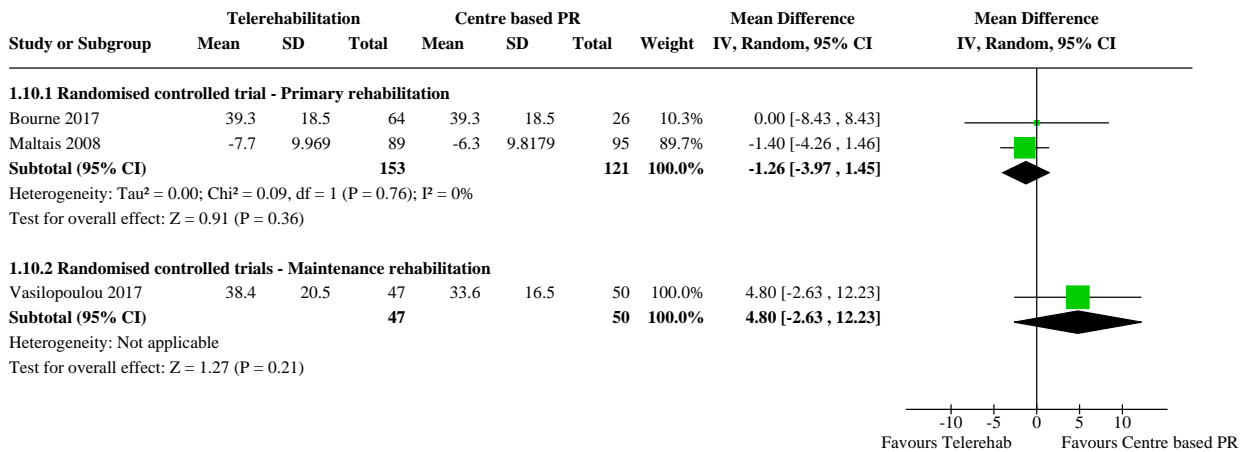 Telerehabilitation Centre based PR Mean Difference Mean Difference
Study or Subgroup Mean SD Total Mean SD Total Weight IV, Random, 95% CI IV, Random, 95% CI
1.10.1 Randomised controlled trial - Primary rehabilitation
Bourne 2017 39.3 18.5 64 39.3 18.5 26 10.3% 0.00 [-8.43 , 8.43]
Maltais 2008 -7.7 9.969 89 -6.3 9.8179 95 89.7% -1.40 [-4.26 , 1.46]
Subtotal (95% CI) 153 121 100.0% -1.26 [-3.97 , 1.45]
Heterogeneity: Tau² = 0.00; Chi² = 0.09, df = 1 (P = 0.76); I² = 0%
Test for overall effect: Z = 0.91 (P = 0.36)
1.10.2 Randomised controlled trials - Maintenance rehabilitation
Vasilopoulou 2017 38.4 20.5 47 33.6 16.5 50 100.0% 4.80 [-2.63 , 12.23]
Subtotal (95% CI) 47 50 100.0% 4.80 [-2.63 , 12.23]
Heterogeneity: Not applicable
Test for overall effect: Z = 1.27 (P = 0.21)
-10 -5 0 5 10
Favours Telerehab Favours Centre based PR